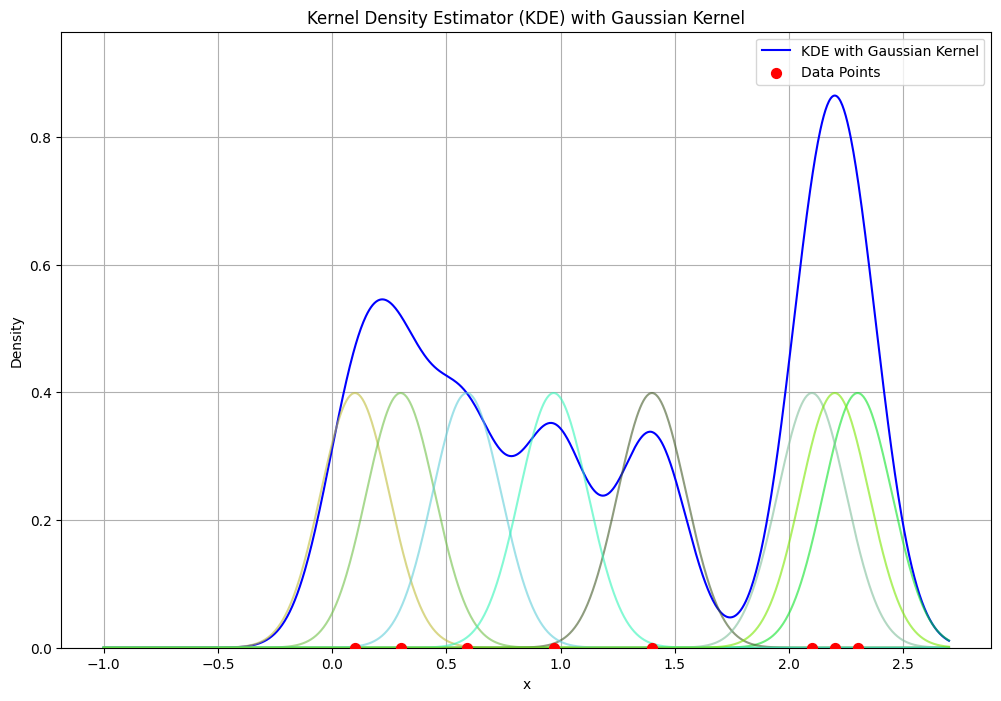 Kernel Density Estimator (KDE) with Gaussian Kernel
KDE with Gaussian Kernel
Data Points
Density
0.8
0.6
0.4
0.2
0.0
−1.0 −0.5 0.0 0.5 1.0 1.5 2.0 2.5
x